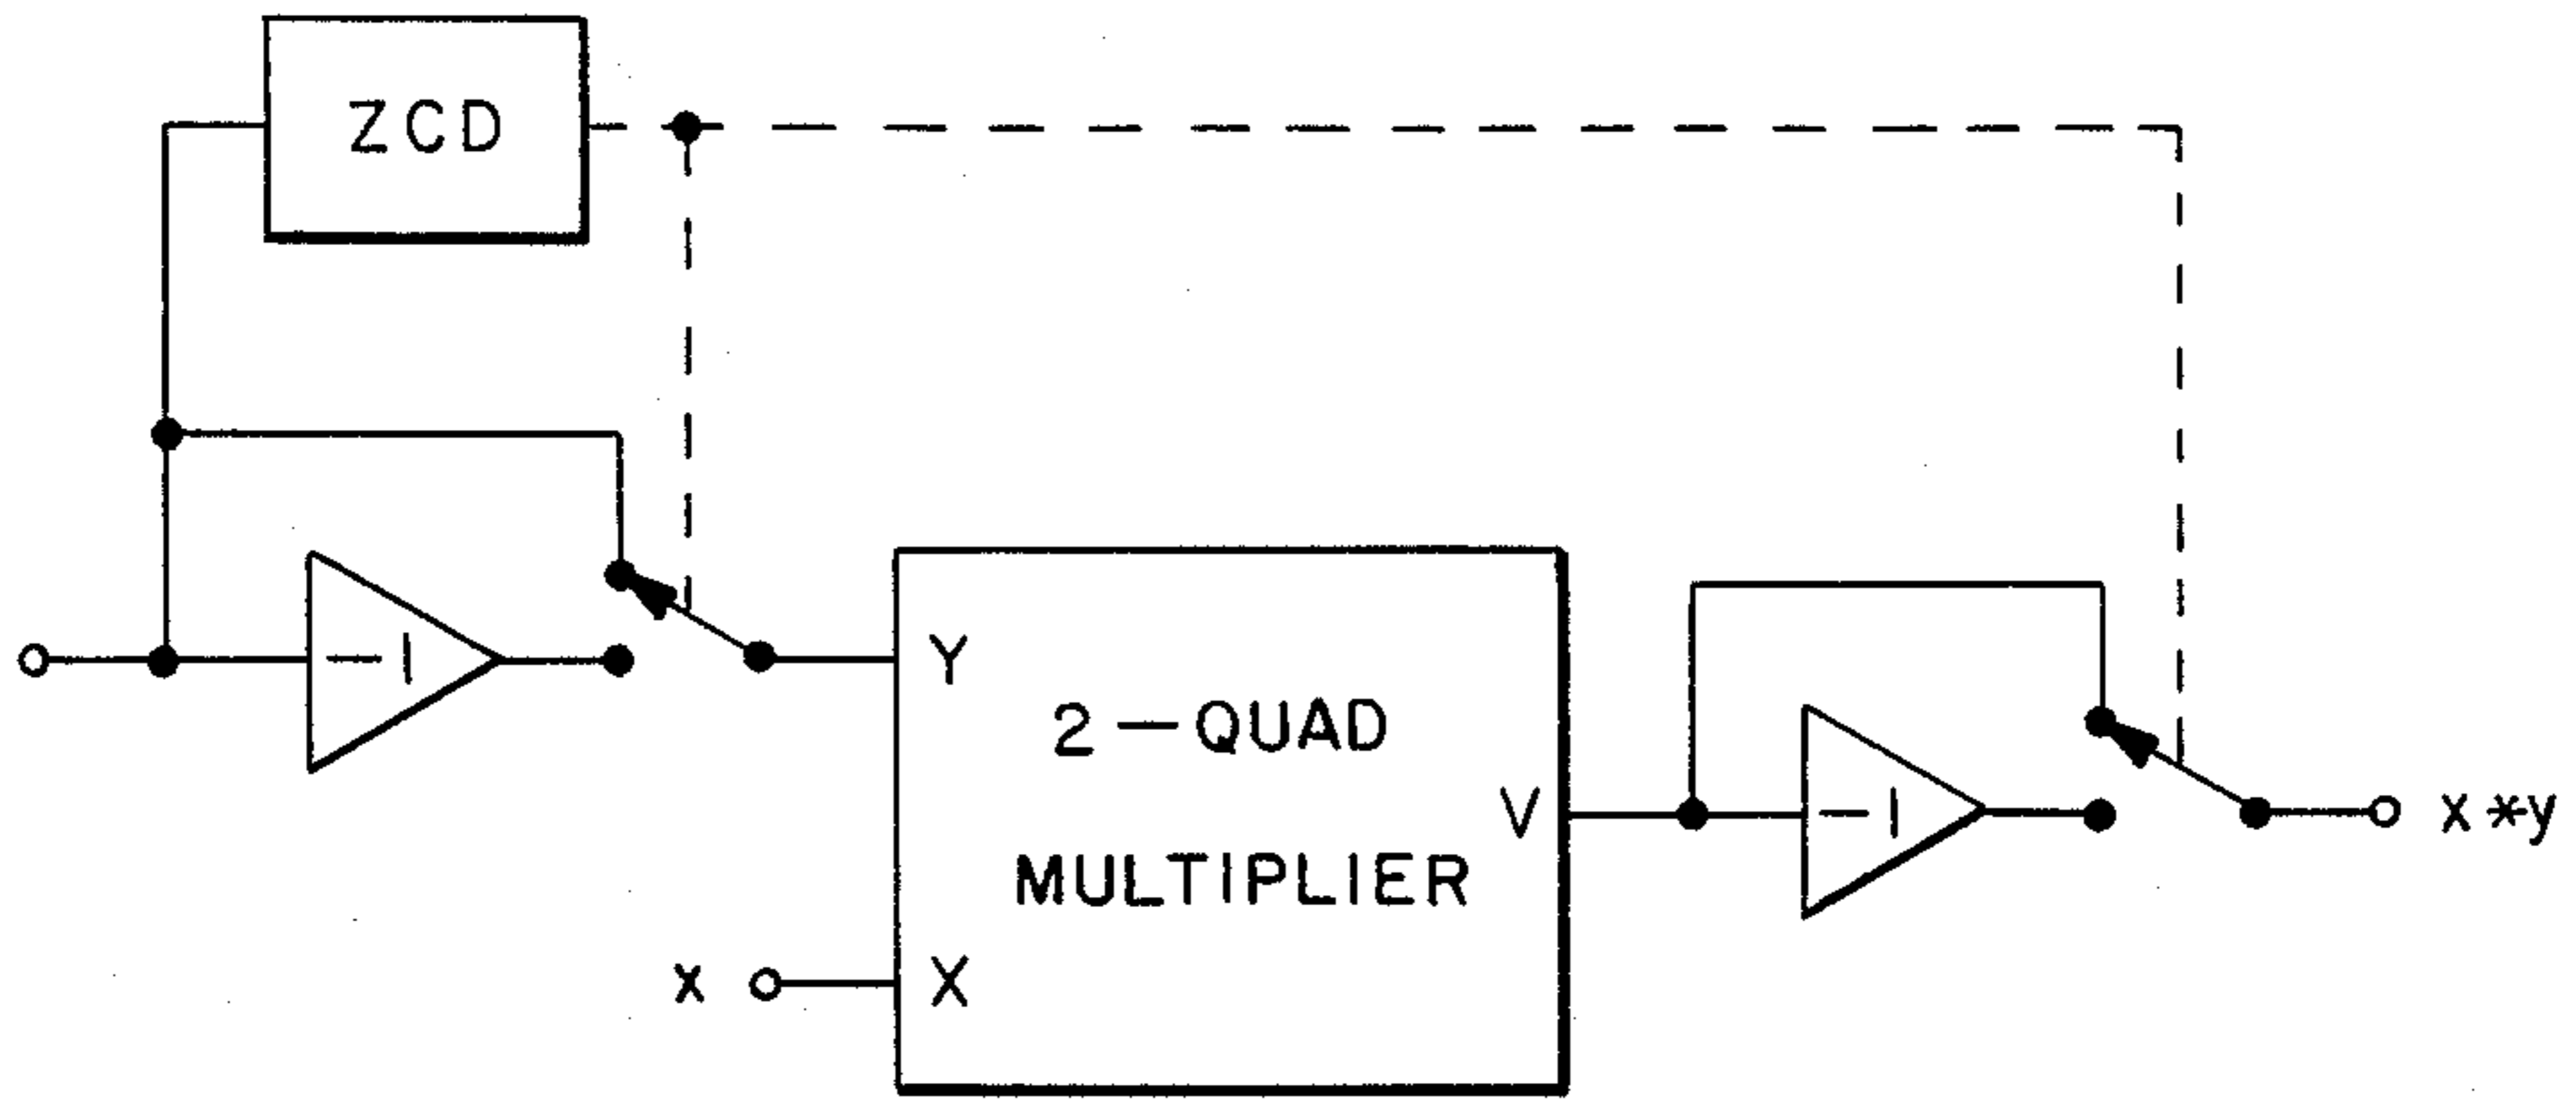 ZCD
-1
Y
2-QUAD
MULTIPLIER
V
-1
x*y
x
X